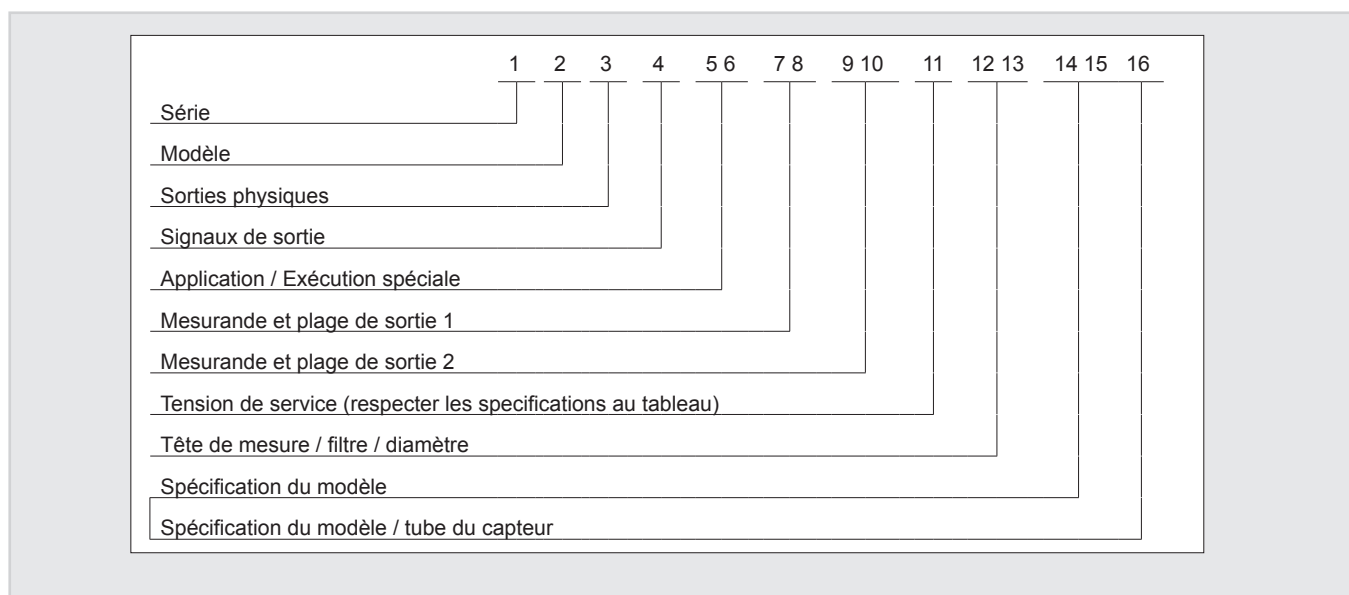 1 2 3 4 5 6 7 8 9 10 11 12 13 14 15 16
Série
Modèle
Sorties physiques
Signaux de sortie
Application / Exécution spéciale
Mesurande et plage de sortie 1
Mesurande et plage de sortie 2
Tension de service (respecter les specifications au tableau)
Tête de mesure / filtre / diamètre
Spécification du modèle
Spécification du modèle / tube du capteur